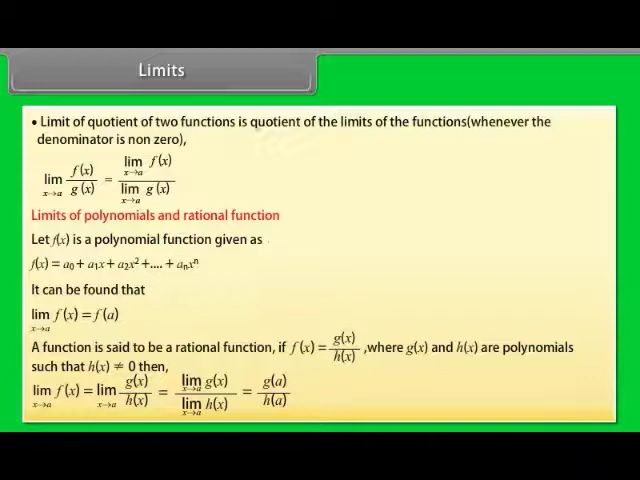 Limits
• Limit of quotient of two functions is quotient of the limits of the functions(whenever the
denominator is non zero),
lim x→a f(x)/g(x) = lim x→a f(x) / lim x→a g(x)
Limits of polynomials and rational function
Let f(x) is a polynomial function given as
f(x) = a₀ + a₁x + a₂x² +.... + aₙxⁿ
It can be found that
lim x→a f(x) = f(a)
A function is said to be a rational function, if f(x) = g(x)/h(x) ,where g(x) and h(x) are polynomials
such that h(x) ≠ 0 then,
lim x→a f(x) = lim x→a g(x)/h(x) = lim x→a g(x) / lim x→a h(x) = g(a)/h(a)